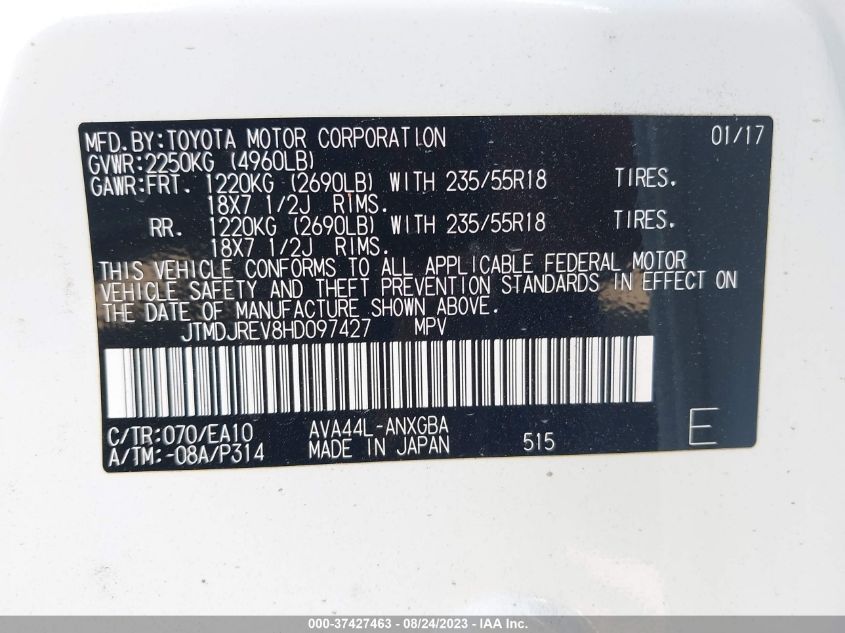 MFD.BY:TOYOTA MOTOR CORPORATION 01/17
GVWR:2250KG (4960LB)
GAWR:FRT. 1220KG (2690LB) WITH 235/55R18 TIRES.
18X7 1/2J RIMS.
RR. 1220KG (2690LB) WITH 235/55R18 TIRES.
18X7 1/2J RIMS.
THIS VEHICLE CONFORMS TO ALL APPLICABLE FEDERAL MOTOR
VEHICLE SAFETY AND THEFT PREVENTION STANDARDS IN EFFECT ON
THE DATE OF MANUFACTURE SHOWN ABOVE.
JTMDJREV8HD097427 MPV
C/TR:070/EA10 AVA44L-ANXGBA
A/TM:-08A/P314 MADE IN JAPAN 515 E
000-37427463 - 08/24/2023 - IAA Inc.